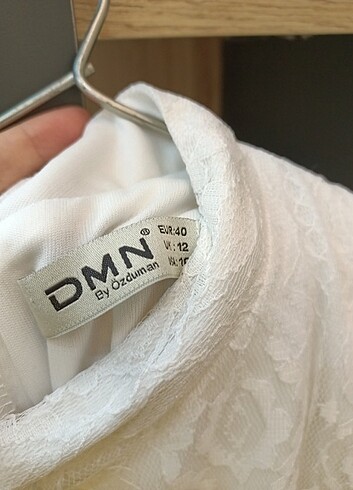 DMN®
By Özduman
EUR:40
UK: 12